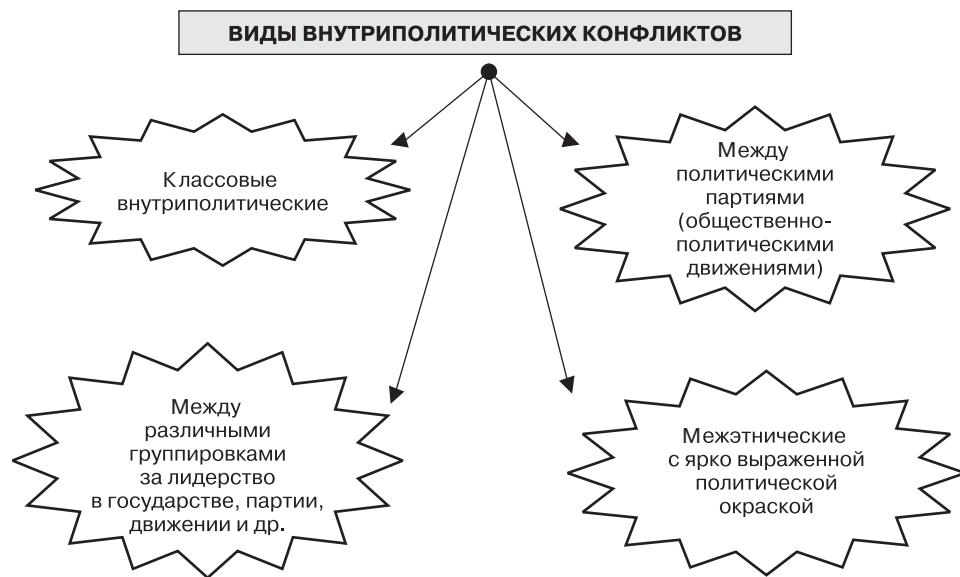 ВИДЫ ВНУТРИПОЛИТИЧЕСКИХ КОНФЛИКТОВ
Классовые
внутриполитические
Между
политическими
партиями
(общественно-
политическими
движениями)
Между
различными
группировками
за лидерство
в государстве, партии,
движении и др.
Межэтнические
с ярко выраженной
политической
окраской